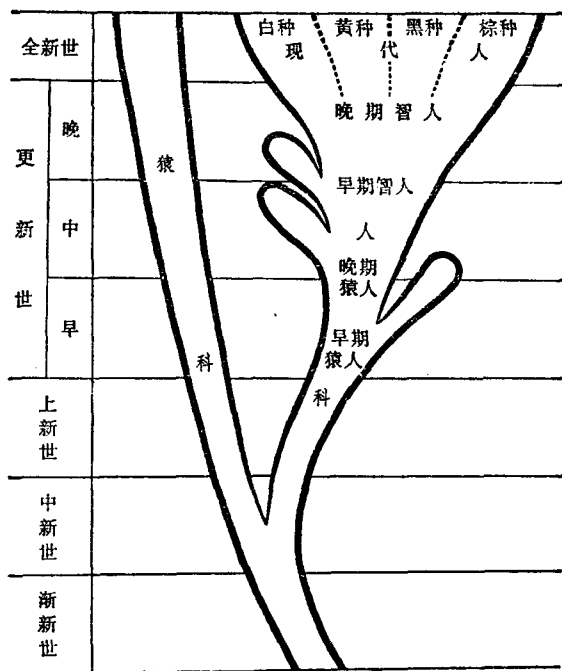 白种 黄种 黑种 棕种
全新世 现 代 人
晚期智人
晚
猿
更 早期智人
新 中 人
晚期
猿人
世 早 早期
猿人
科 科
上新世
中新世
渐新世